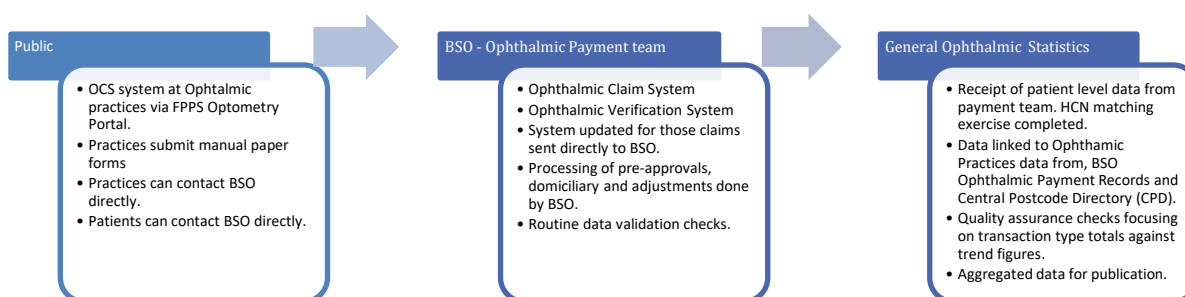 Public
• OCS system at Ophtalmic
practices via FPPS Optometry
Portal.
• Practices submit manual paper
forms
• Practices can contact BSO
directly.
• Patients can contact BSO directly.
BSO - Ophthalmic Payment team
• Ophthalmic Claim System
• Ophthalmic Verification System
• System updated for those claims
sent directly to BSO.
• Processing of pre-approvals,
domiciliary and adjustments done
by BSO.
• Routine data validation checks.
General Ophthalmic Statistics
• Receipt of patient level data from
payment team. HCN matching
exercise completed.
• Data linked to Ophthamic
Practices data from, BSO
Ophthalmic Payment Records and
Central Postcode Directory (CPD).
• Quality assurance checks focusing
on transaction type totals against
trend figures.
• Aggregated data for publication.